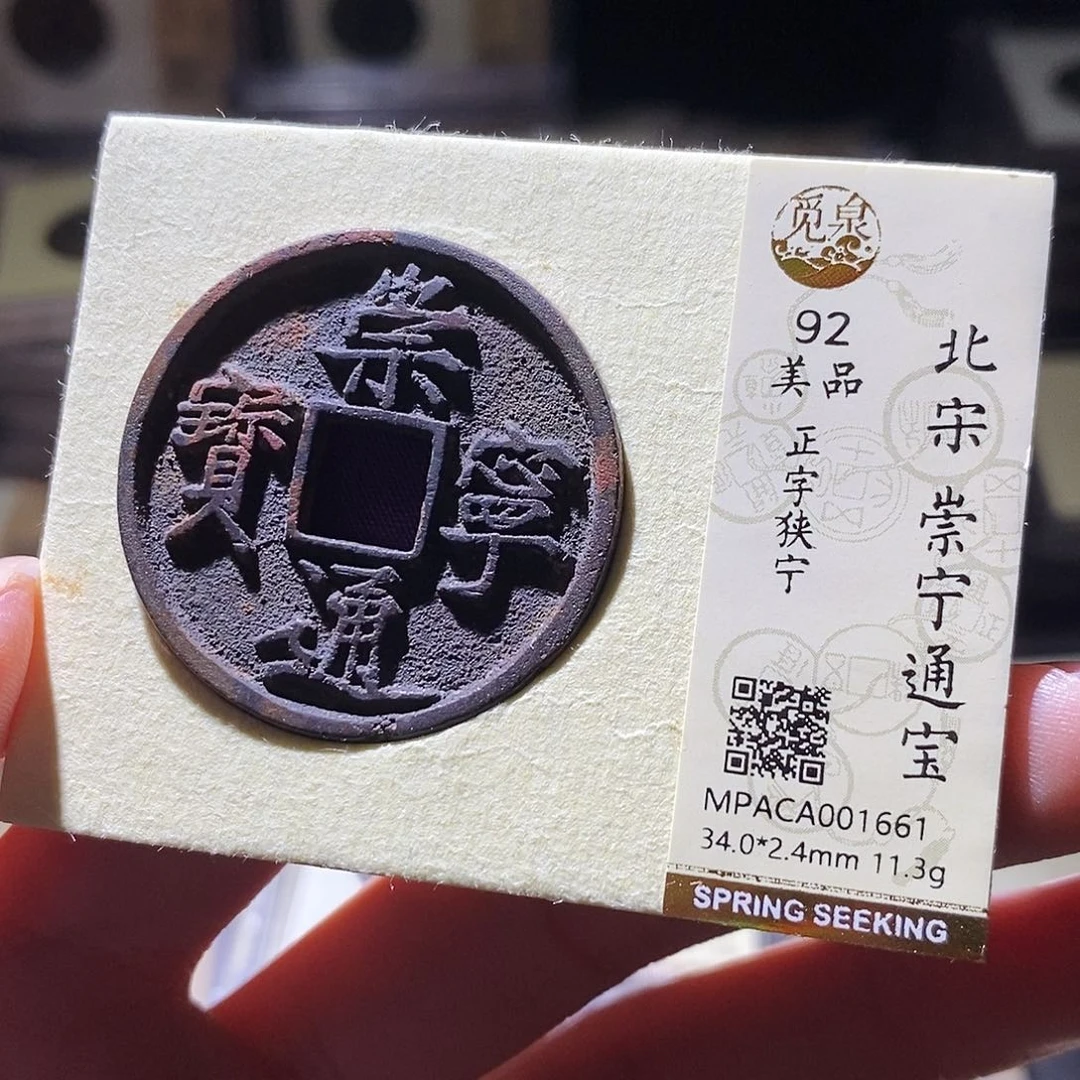 崇寧通寳
觅泉
92
美品
正字狭宁
北宋 崇宁通宝
MPACA001661
34.0*2.4mm 11.3g
SPRING SEEKING